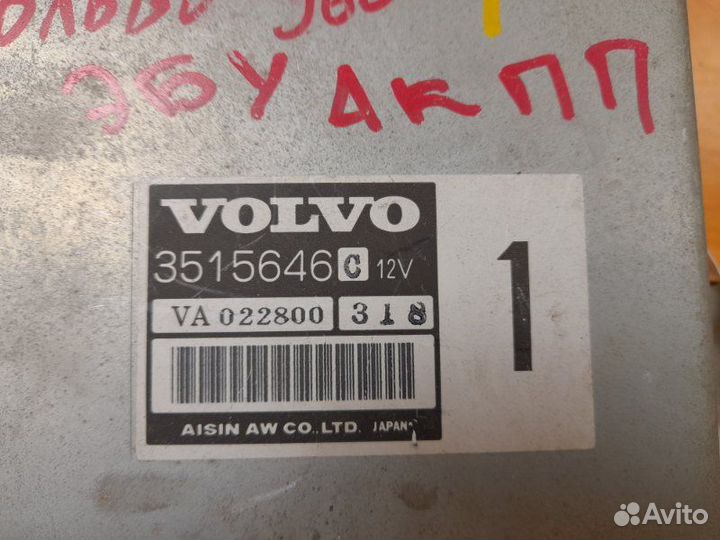 ЭБУ АКПП
VOLVO
3515646 C 12V
VA 022800 318
1
AISIN AW CO.,LTD. JAPAN
Avito